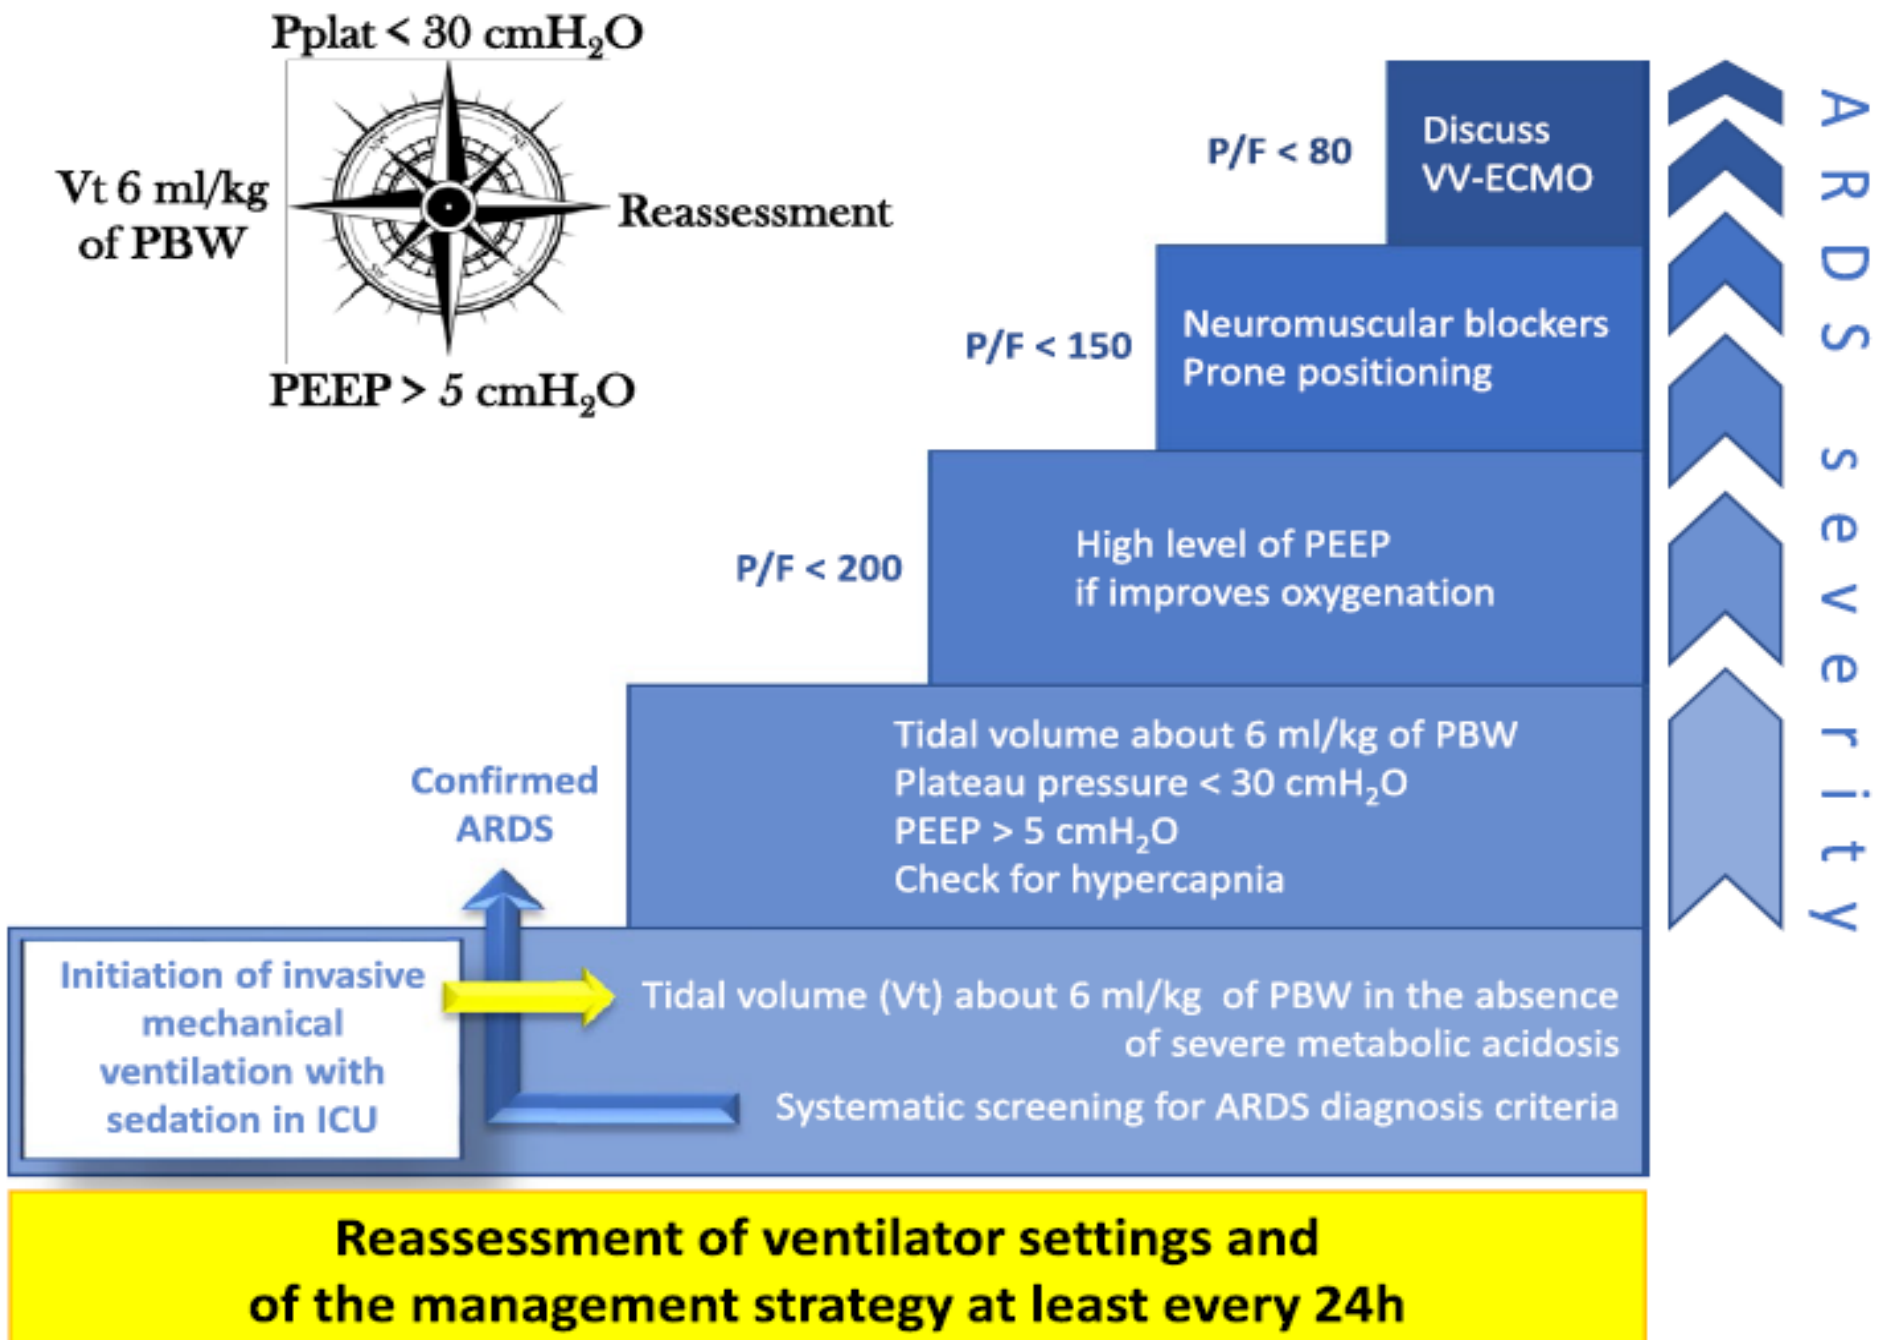 Pplat < 30 cmH₂O
Vt 6 ml/kg
of PBW
Reassessment
PEEP > 5 cmH₂O
P/F < 80
Discuss
VV-ECMO
P/F < 150
Neuromuscular blockers
Prone positioning
P/F < 200
High level of PEEP
if improves oxygenation
Confirmed
ARDS
Tidal volume about 6 ml/kg of PBW
Plateau pressure < 30 cmH₂O
PEEP > 5 cmH₂O
Check for hypercapnia
Initiation of invasive
mechanical
ventilation with
sedation in ICU
Tidal volume (Vt) about 6 ml/kg of PBW in the absence
of severe metabolic acidosis
Systematic screening for ARDS diagnosis criteria
ARDS severity
Reassessment of ventilator settings and
of the management strategy at least every 24h